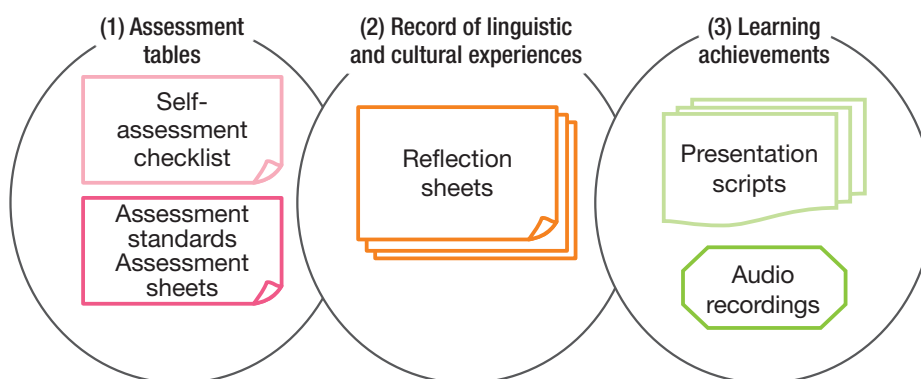 (1) Assessment
tables
Self-
assessment
checklist
Assessment
standards
Assessment
sheets
(2) Record of linguistic
and cultural experiences
Reflection
sheets
(3) Learning
achievements
Presentation
scripts
Audio
recordings